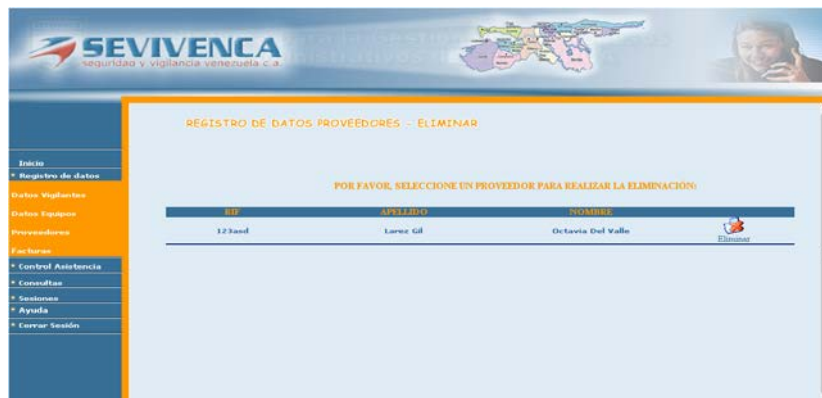 SEVIVENCA
seguridad y vigilancia venezuela c.a.
REGISTRO DE DATOS PROVEEDORES - ELIMINAR
Inicio
* Registro de datos
Datos Vigilantes
Datos Equipos
Proveedores
Facturas
* Control Asistencia
* Consultas
* Sesiones
* Ayuda
* Cerrar Sesión
POR FAVOR, SELECCIONE UN PROVEEDOR PARA REALIZAR LA ELIMINACIÓN:
RIF APELLIDO NOMBRE
123asd Larez Gil Octavia Del Valle Eliminar